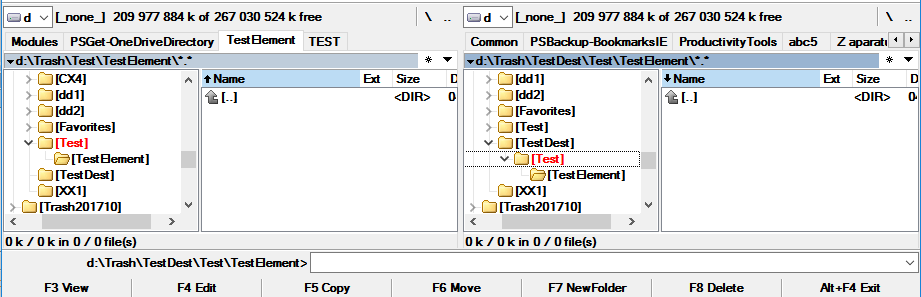 d [_none_] 209 977 884 k of 267 030 524 k free \ ..
Modules PSGet-OneDriveDirectory TestElement TEST
d:\Trash\Test\TestElement\*.* *
[CX4]
[dd1]
[dd2]
[Favorites]
[Test]
[TestElement]
[TestDest]
[XX1]
[Trash201710]
Name Ext Size D
[..] <DIR> 04
0 k / 0 k in 0 / 0 file(s)
d [_none_] 209 977 884 k of 267 030 524 k free \ ..
Common PSBackup-BookmarksIE ProductivityTools abc5 Z aparatu
d:\Trash\TestDest\Test\TestElement\*.* *
[dd1]
[dd2]
[Favorites]
[Test]
[TestDest]
[Test]
[TestElement]
[XX1]
[Trash201710]
Name Ext Size D
[..] <DIR> 04
0 k / 0 k in 0 / 0 file(s)
d:\Trash\TestDest\Test\TestElement>
F3 View F4 Edit F5 Copy F6 Move F7 NewFolder F8 Delete Alt+F4 Exit